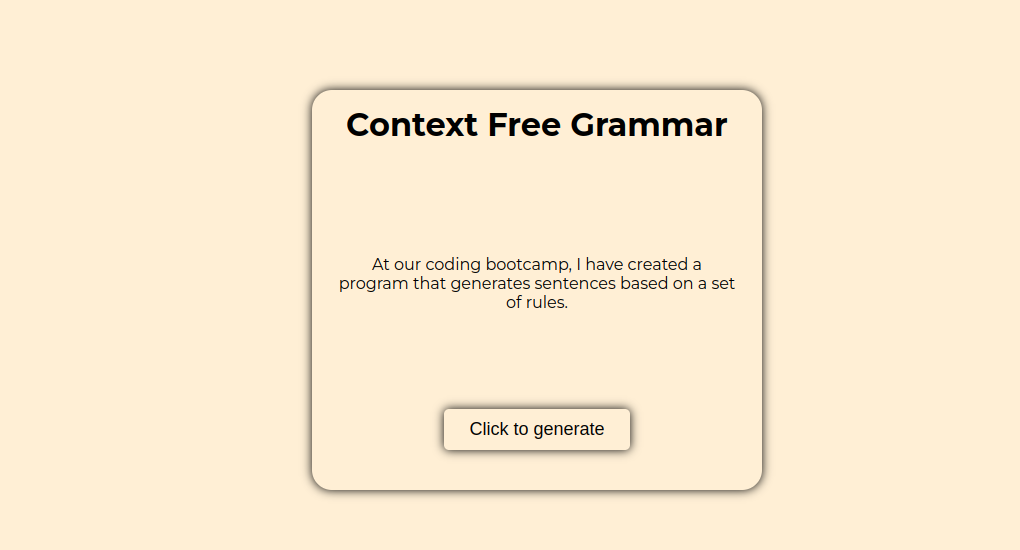 Context Free Grammar
At our coding bootcamp, I have created a
program that generates sentences based on a set
of rules.
Click to generate